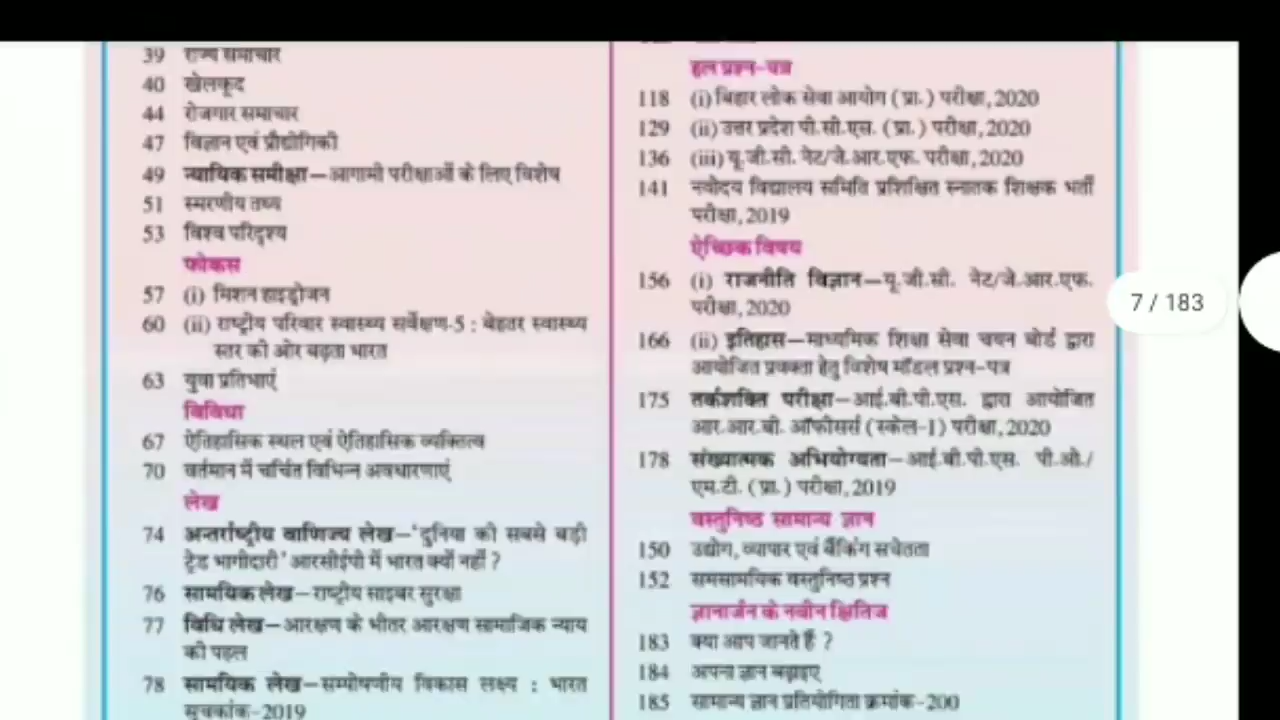 39 राज्य समाचार
40 खेलकूद
44 रोजगार समाचार
47 विज्ञान एवं प्रौद्योगिकी
49 न्यायिक समीक्षा—आगामी परीक्षाओं के लिए विशेष
51 स्मरणीय तथ्य
53 विश्व परिदृश्य
फोकस
57 (i) मिशन हाइड्रोजन
60 (ii) राष्ट्रीय परिवार स्वास्थ्य सर्वेक्षण-5 : बेहतर स्वास्थ्य
स्तर की ओर बढ़ता भारत
63 युवा प्रतिभाएं
विविधा
67 ऐतिहासिक स्थल एवं ऐतिहासिक व्यक्तित्व
70 वर्तमान में चर्चित विभिन्न अवधारणाएं
लेख
74 अन्तर्राष्ट्रीय वाणिज्य लेख—‘दुनिया की सबसे बड़ी
ट्रेड भागीदारी’ आरसीईपी में भारत क्यों नहीं ?
76 सामयिक लेख—राष्ट्रीय साइबर सुरक्षा
77 विधि लेख—आरक्षण के भीतर आरक्षण सामाजिक न्याय
की पहल
78 सामयिक लेख—सम्पोषणीय विकास लक्ष्य : भारत
सूचकांक-2019
हल प्रश्न-पत्र
118 (i) बिहार लोक सेवा आयोग (प्रा.) परीक्षा, 2020
129 (ii) उत्तर प्रदेश पी.सी.एस. (प्रा.) परीक्षा, 2020
136 (iii) यू.जी.सी. नेट/जे.आर.एफ. परीक्षा, 2020
141 नवोदय विद्यालय समिति प्रशिक्षित स्नातक शिक्षक भर्ती
परीक्षा, 2019
ऐच्छिक विषय
156 (i) राजनीति विज्ञान—यू.जी.सी. नेट/जे.आर.एफ.
परीक्षा, 2020
166 (ii) इतिहास—माध्यमिक शिक्षा सेवा चयन बोर्ड द्वारा
आयोजित प्रवक्ता हेतु विशेष मॉडल प्रश्न-पत्र
175 तर्कशक्ति परीक्षा—आई.बी.पी.एस. द्वारा आयोजित
आर.आर.बी. ऑफीसर्स (स्केल-1) परीक्षा, 2020
178 संख्यात्मक अभियोग्यता—आई.बी.पी.एस. पी.ओ./
एम.टी. (प्रा.) परीक्षा, 2019
वस्तुनिष्ठ सामान्य ज्ञान
150 उद्योग, व्यापार एवं बैंकिंग सचेतता
152 समसामयिक वस्तुनिष्ठ प्रश्न
ज्ञानार्जन के नवीन क्षितिज
183 क्या आप जानते हैं ?
184 अपना ज्ञान बढ़ाइए
185 सामान्य ज्ञान प्रतियोगिता क्रमांक-200
7 / 183